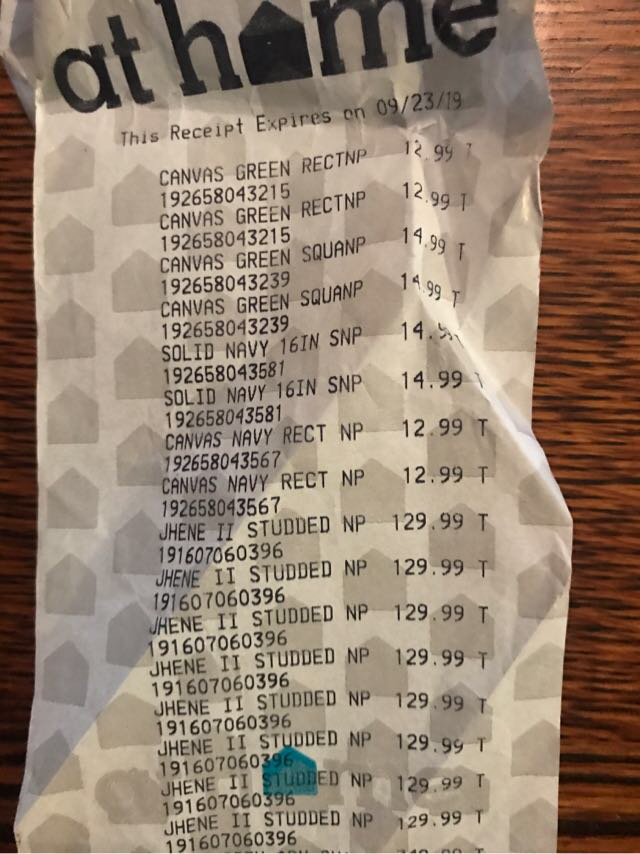 at home
This Receipt Expires on 09/23/19
CANVAS GREEN RECTNP 12.99 T
192658043215
CANVAS GREEN RECTNP 12.99 T
192658043215
CANVAS GREEN SQUANP 14.99 T
192658043239
CANVAS GREEN SQUANP 14.99 T
192658043239
SOLID NAVY 16IN SNP
192658043581
SOLID NAVY 16IN SNP 14.99
192658043581
CANVAS NAVY RECT NP 12.99 T
192658043567
CANVAS NAVY RECT NP 12.99 T
192658043567
JHENE II STUDDED NP 129.99 T
191607060396
JHENE II STUDDED NP 129.99 T
191607060396
JHENE II STUDDED NP 129.99 T
191607060396
JHENE II STUDDED NP 129.99 T
191607060396
JHENE II STUDDED NP 129.99 T
191607060396
JHENE II STUDDED NP 129.99 T
191607060396
JHENE II STUDDED NP 129.99 T
191607060396
JHENE II STUDDED NP 129.99 T
191607060396